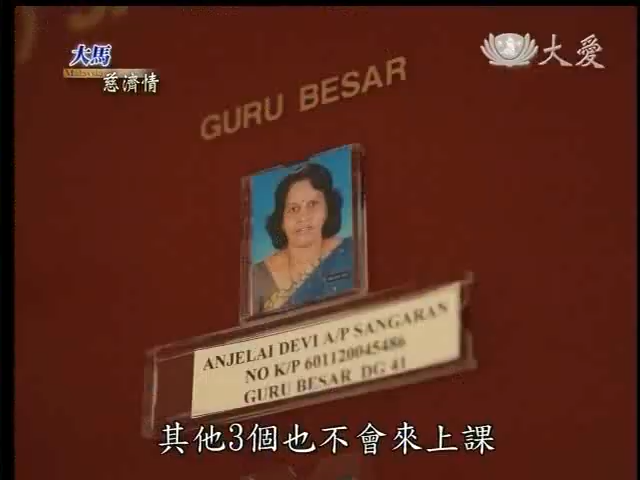 大馬
Malaysia
慈濟情
大愛
GURU BESAR
ANJELAI DEVI A/P SANGARAN
NO K/P 601120045486
GURU BESAR DG 41
其他3個也不會來上課